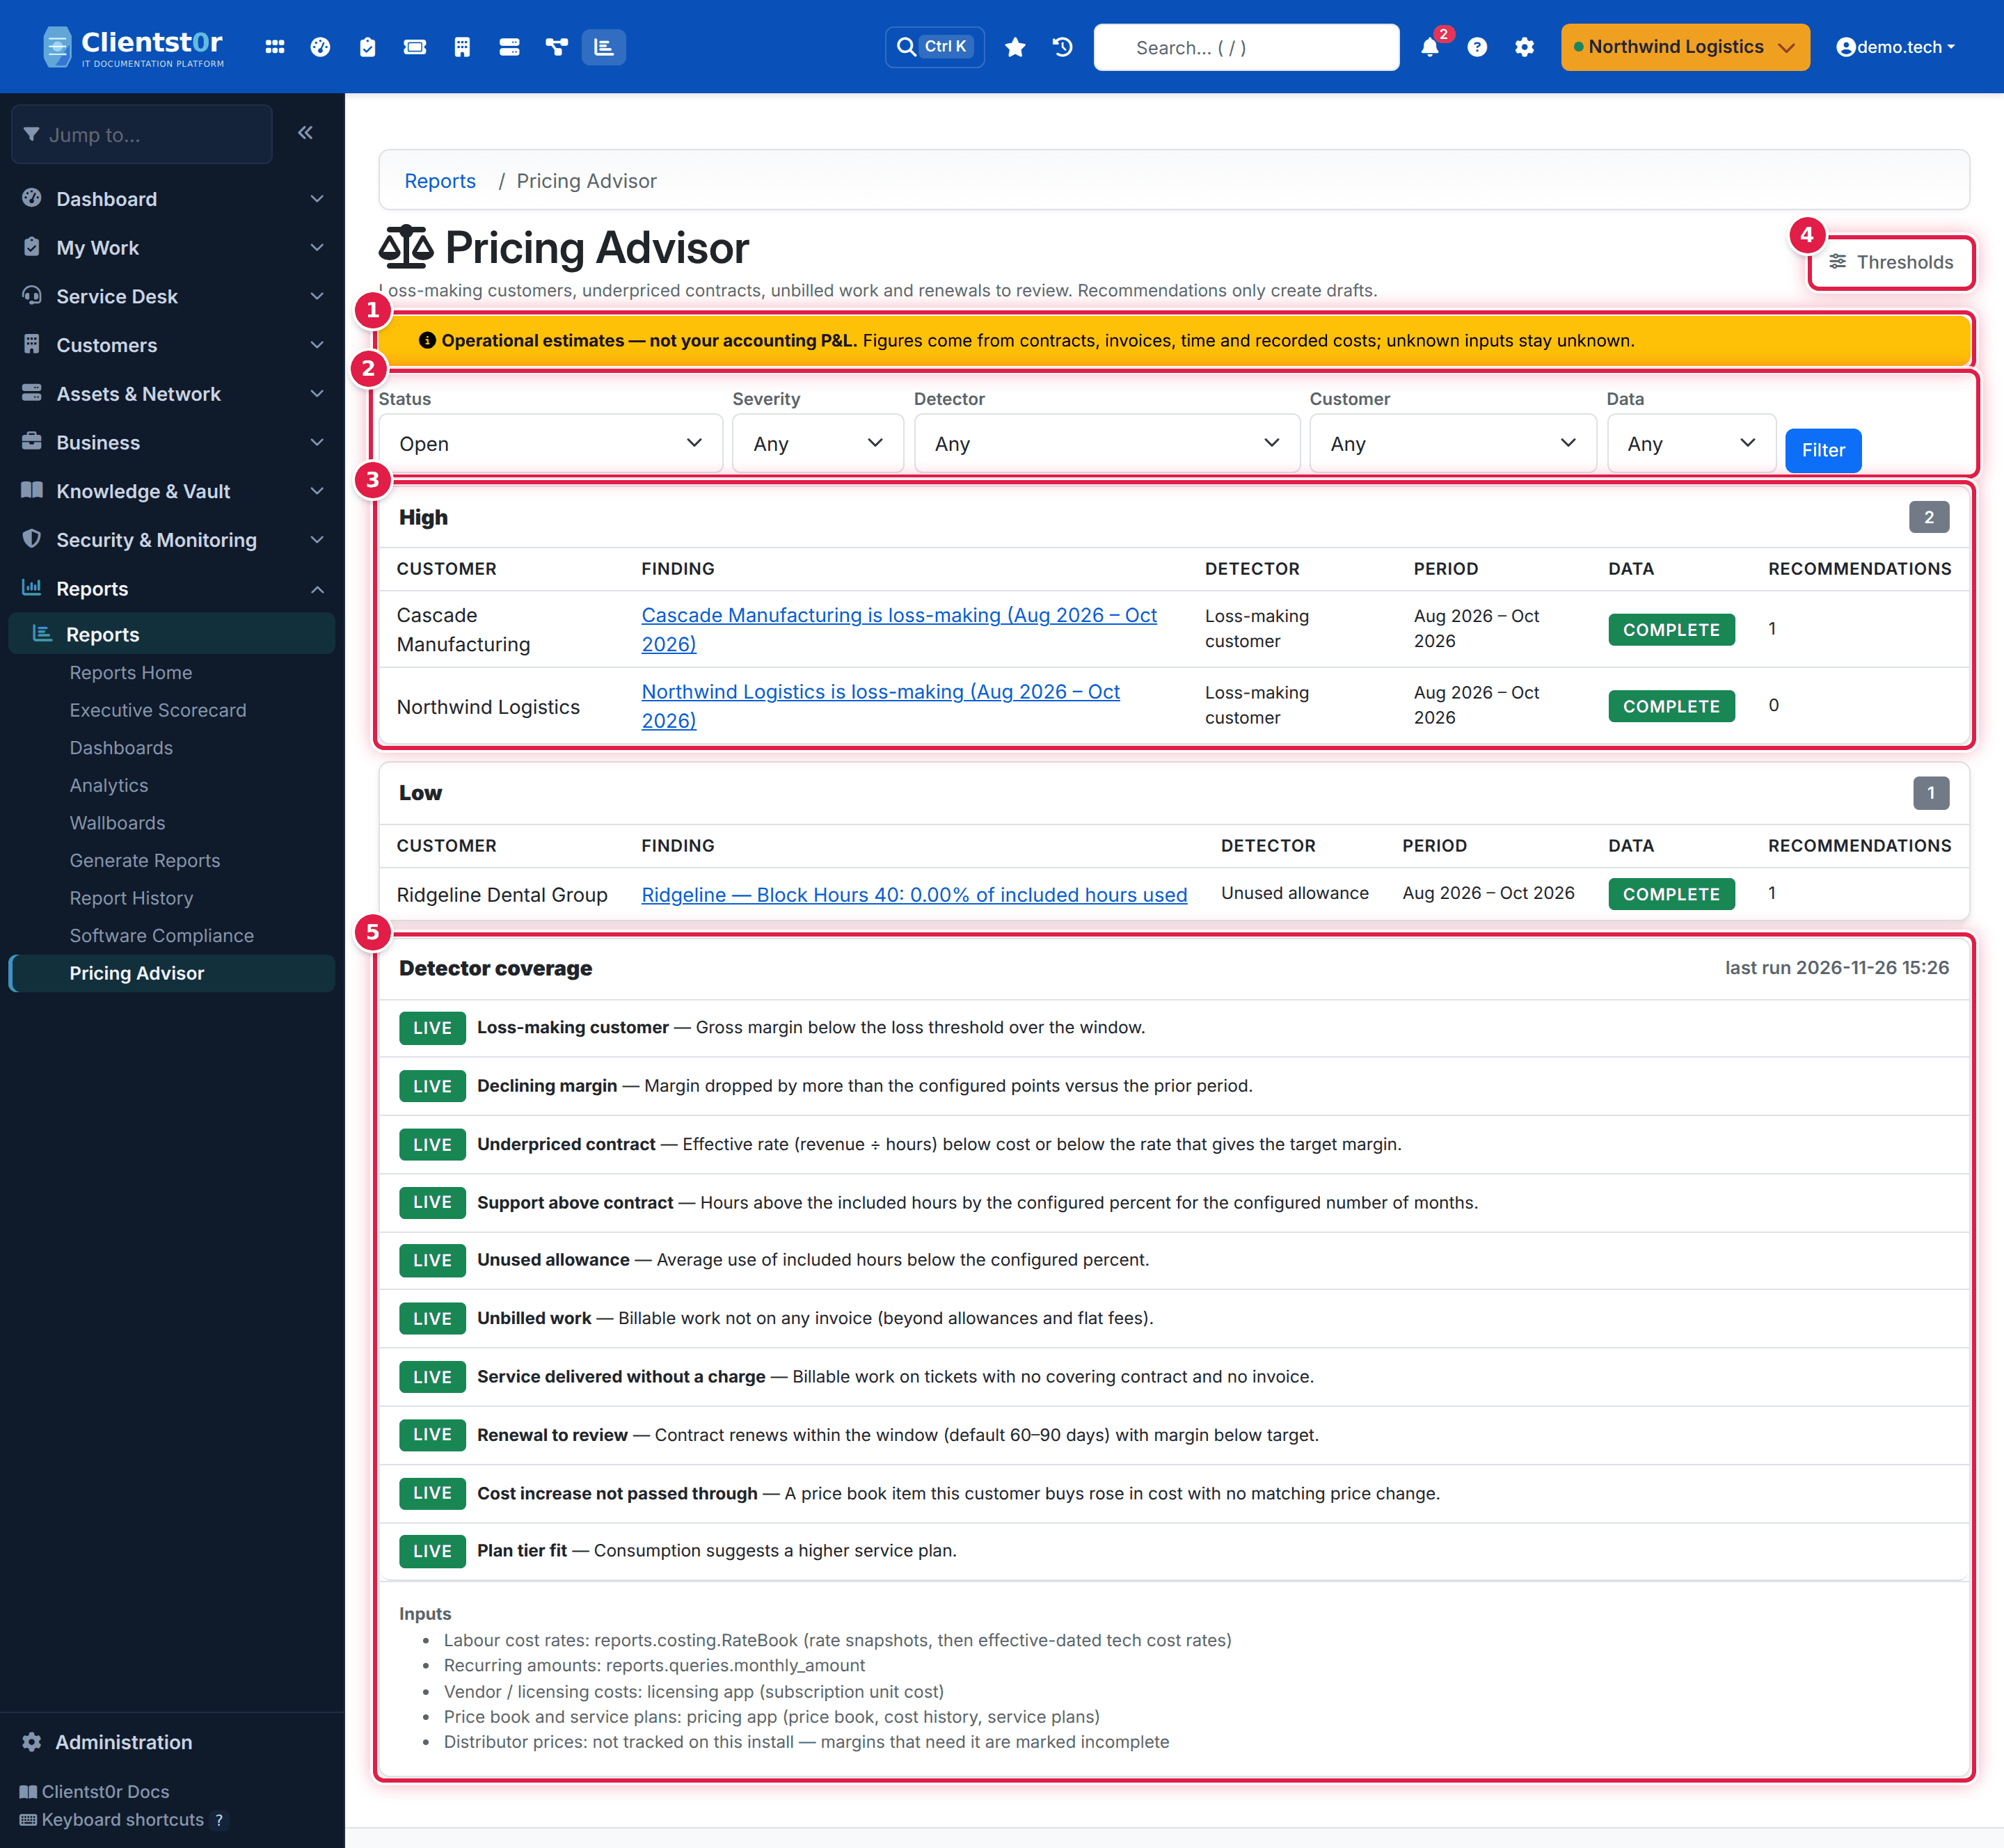 Clientst0r
IT DOCUMENTATION PLATFORM
Ctrl K
Search... ( / )
2
?
Northwind Logistics
demo.tech
Jump to...
Dashboard
My Work
Service Desk
Customers
Assets & Network
Business
Knowledge & Vault
Security & Monitoring
Reports
Reports
Reports Home
Executive Scorecard
Dashboards
Analytics
Wallboards
Generate Reports
Report History
Software Compliance
Pricing Advisor
Administration
Clientst0r Docs
Keyboard shortcuts ?
Reports / Pricing Advisor
Pricing Advisor
4
Thresholds
Loss-making customers, underpriced contracts, unbilled work and renewals to review. Recommendations only create drafts.
1
Operational estimates — not your accounting P&L. Figures come from contracts, invoices, time and recorded costs; unknown inputs stay unknown.
2
Status Severity Detector Customer Data
Open Any Any Any Any Filter
3
High 2
CUSTOMER FINDING DETECTOR PERIOD DATA RECOMMENDATIONS
Cascade Manufacturing Cascade Manufacturing is loss-making (Aug 2026 – Oct 2026) Loss-making customer Aug 2026 – Oct 2026 COMPLETE 1
Northwind Logistics Northwind Logistics is loss-making (Aug 2026 – Oct 2026) Loss-making customer Aug 2026 – Oct 2026 COMPLETE 0
Low 1
CUSTOMER FINDING DETECTOR PERIOD DATA RECOMMENDATIONS
Ridgeline Dental Group Ridgeline — Block Hours 40: 0.00% of included hours used Unused allowance Aug 2026 – Oct 2026 COMPLETE 1
5
Detector coverage last run 2026-11-26 15:26
LIVE Loss-making customer — Gross margin below the loss threshold over the window.
LIVE Declining margin — Margin dropped by more than the configured points versus the prior period.
LIVE Underpriced contract — Effective rate (revenue ÷ hours) below cost or below the rate that gives the target margin.
LIVE Support above contract — Hours above the included hours by the configured percent for the configured number of months.
LIVE Unused allowance — Average use of included hours below the configured percent.
LIVE Unbilled work — Billable work not on any invoice (beyond allowances and flat fees).
LIVE Service delivered without a charge — Billable work on tickets with no covering contract and no invoice.
LIVE Renewal to review — Contract renews within the window (default 60–90 days) with margin below target.
LIVE Cost increase not passed through — A price book item this customer buys rose in cost with no matching price change.
LIVE Plan tier fit — Consumption suggests a higher service plan.
Inputs
• Labour cost rates: reports.costing.RateBook (rate snapshots, then effective-dated tech cost rates)
• Recurring amounts: reports.queries.monthly_amount
• Vendor / licensing costs: licensing app (subscription unit cost)
• Price book and service plans: pricing app (price book, cost history, service plans)
• Distributor prices: not tracked on this install — margins that need it are marked incomplete